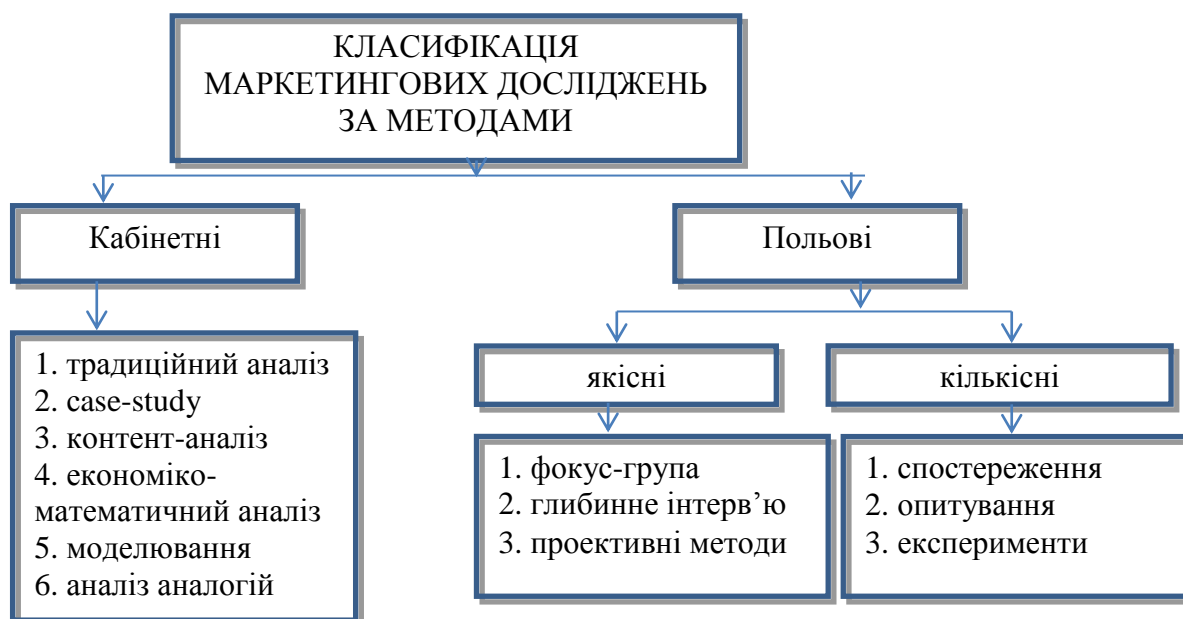 КЛАСИФІКАЦІЯ
МАРКЕТИНГОВИХ ДОСЛІДЖЕНЬ
ЗА МЕТОДАМИ
Кабінетні
Польові
1. традиційний аналіз
2. case-study
3. контент-аналіз
4. економіко-
математичний аналіз
5. моделювання
6. аналіз аналогій
якісні
кількісні
1. фокус-група
2. глибинне інтерв’ю
3. проективні методи
1. спостереження
2. опитування
3. експерименти